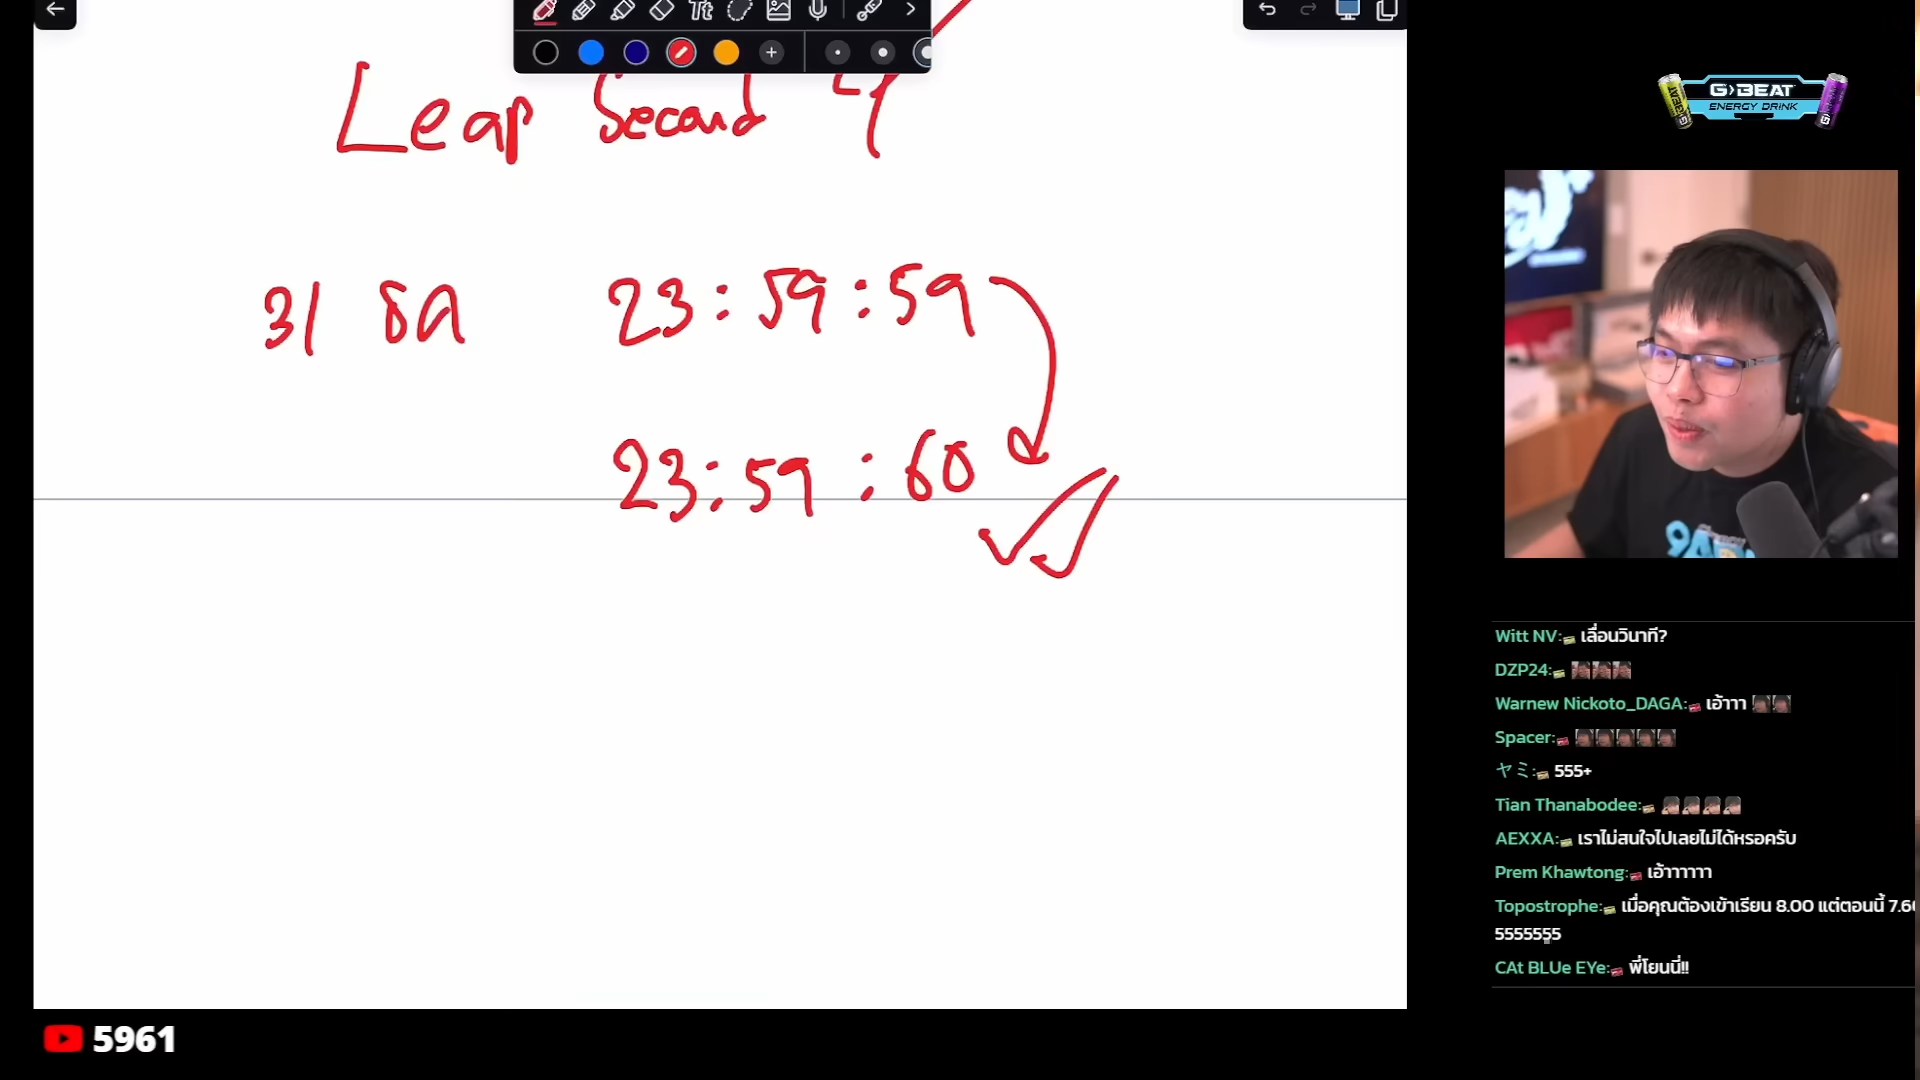 Tt
Leap Second
31 ธค 23:59:59
23:59:60
G BEAT
ENERGY DRINK
Witt NV: เลื่อนวินาที?
DZP24:
Warnew Nickoto_DAGA: เอ้าาา
Spacer:
ヤミ: 555+
Tian Thanabodee:
AEXXA: เราไม่สนใจไปเลยไม่ได้หรอครับ
Prem Khawtong: เอ้าาาาาา
Topostrophe: เมื่อคุณต้องเข้าเรียน 8.00 แต่ตอนนี้ 7.60
5555555
CAt BLUe EYe: พี่โยนนี่!!
5961